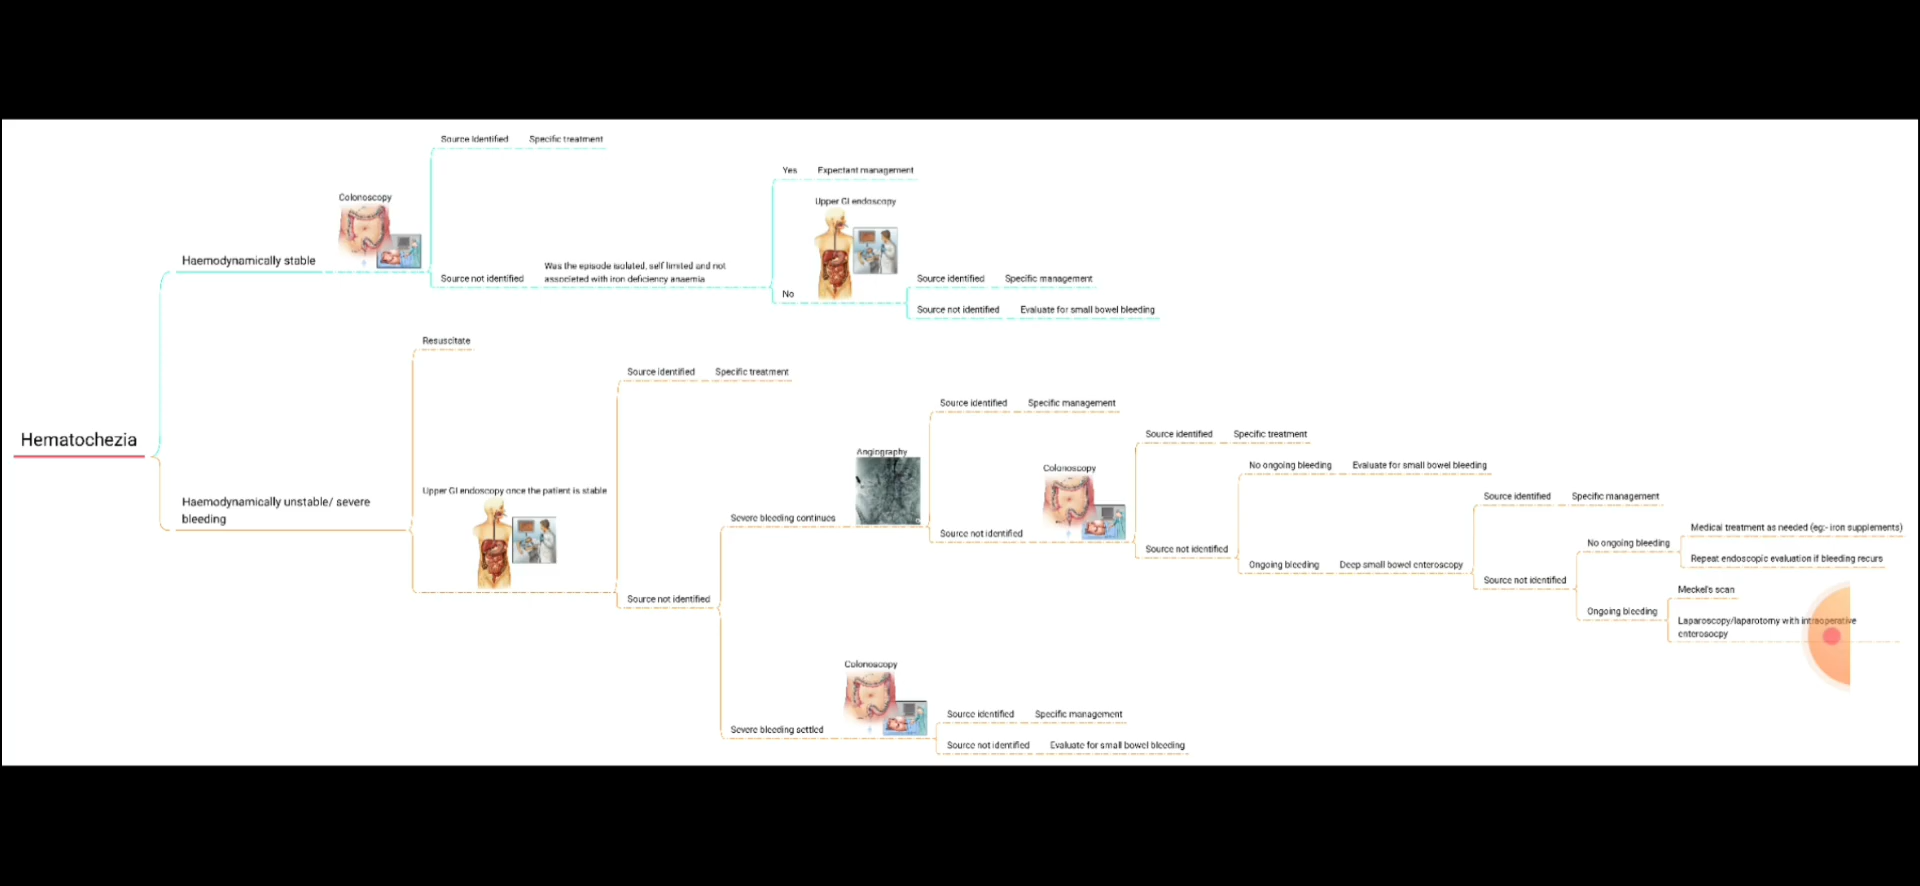 Source identified
Specific treatment
Yes
Expectant management
Colonoscopy
Upper GI endoscopy
Haemodynamically stable
Source not identified
Was the episode isolated, self limited and not
associated with iron deficiency anaemia
No
Source identified
Specific management
Source not identified
Evaluate for small bowel bleeding
Resuscitate
Source identified
Specific treatment
Source identified
Specific management
Hematochezia
Source identified
Specific treatment
Angiography
Colonoscopy
No ongoing bleeding
Evaluate for small bowel bleeding
Haemodynamically unstable/ severe
bleeding
Upper GI endoscopy once the patient is stable
Source identified
Specific management
Severe bleeding continues
Source not identified
Source not identified
Medical treatment as needed (eg:- iron supplements)
No ongoing bleeding
Repeat endoscopic evaluation if bleeding recurs
Ongoing bleeding
Deep small bowel enteroscopy
Source not identified
Meckel's scan
Source not identified
Ongoing bleeding
Laparoscopy/laparotomy with intraoperative
enterosocpy
Colonoscopy
Severe bleeding settled
Source identified
Specific management
Source not identified
Evaluate for small bowel bleeding